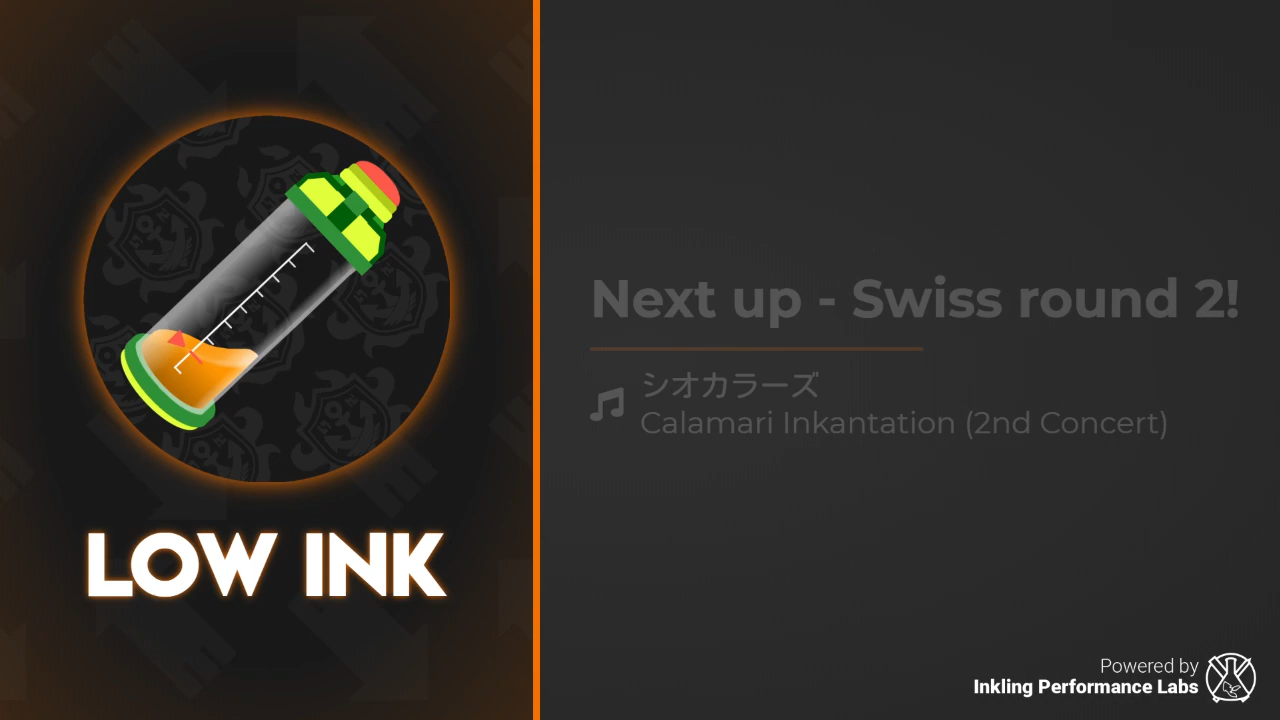 LOW INK
Next up - Swiss round 2!
シオカラーズ
Calamari Inkantation (2nd Concert)
Powered by
Inkling Performance Labs